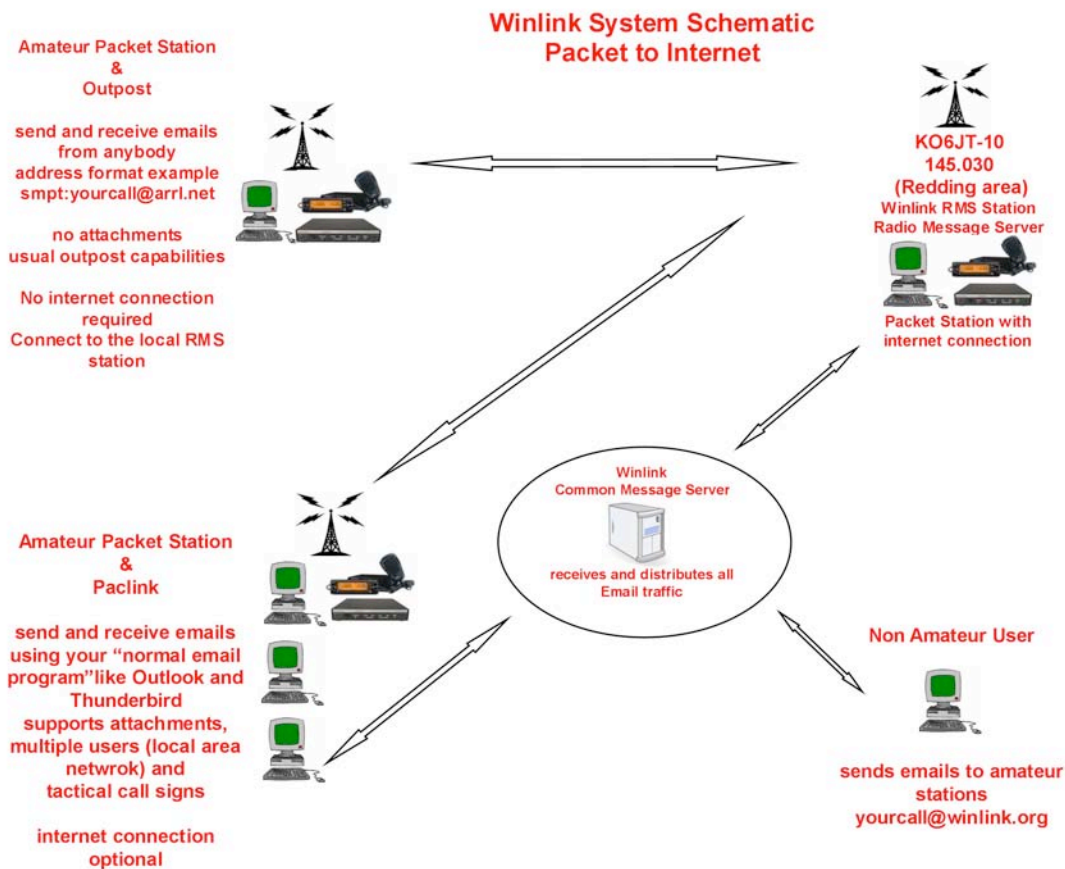 Winlink System Schematic
Packet to Internet
Amateur Packet Station
&
Outpost
send and receive emails
from anybody
address format example
smpt:yourcall@arrl.net
no attachments
usual outpost capabilities
No internet connection
required
Connect to the local RMS
station
KO6JT-10
145.030
(Redding area)
Winlink RMS Station
Radio Message Server
Packet Station with
internet connection
Winlink
Common Message Server
receives and distributes all
Email traffic
Amateur Packet Station
&
Paclink
send and receive emails
using your “normal email
program”like Outlook and
Thunderbird
supports attachments,
multiple users (local area
netwrok) and
tactical call signs
internet connection
optional
Non Amateur User
sends emails to amateur
stations
yourcall@winlink.org